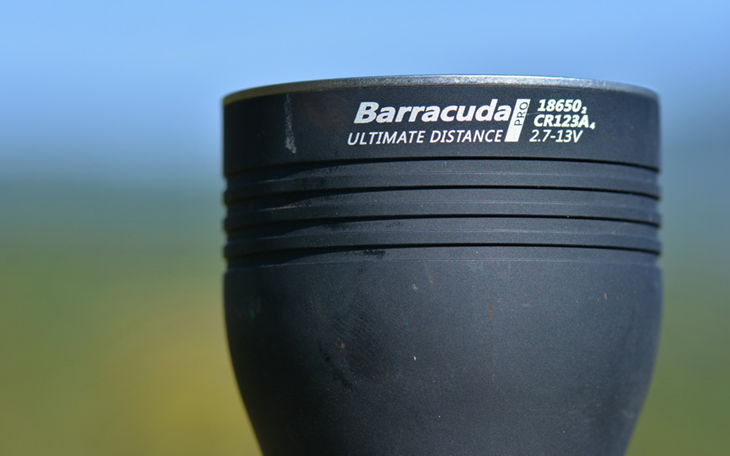 Barracuda PRO 18650₂
CR123A₄
ULTIMATE DISTANCE 2.7-13V